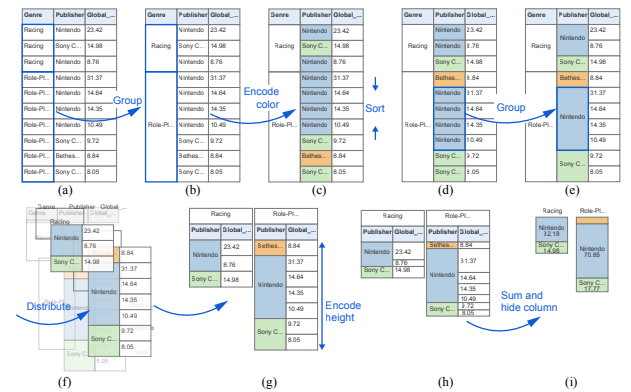 Genre Publisher Global_...
Racing Nintendo 23.42
Racing Sony C... 14.98
Racing Nintendo 8.76
Role-Pl... Nintendo 31.37
Role-Pl... Nintendo 14.64
Role-Pl... Nintendo 14.35
Role-Pl... Nintendo 10.49
Role-Pl... Sony C... 9.72
Role-Pl... Bethes... 8.84
Role-Pl... Sony C... 8.05
(a)
Group
Genre Publisher Global_...
Racing
Nintendo 23.42
Sony C... 14.98
Nintendo 8.76
Role-Pl...
Nintendo 31.37
Nintendo 14.64
Nintendo 14.35
Nintendo 10.49
Sony C... 9.72
Bethes... 8.84
Sony C... 8.05
(b)
Encode
color
Genre Publisher Global_...
Racing
Nintendo 23.42
Sony C... 14.98
Nintendo 8.76
Role-Pl...
Nintendo 31.37
Nintendo 14.64
Nintendo 14.35
Nintendo 10.49
Sony C... 9.72
Bethes... 8.84
Sony C... 8.05
(c)
Sort
Genre Publisher Global_...
Racing
Nintendo 23.42
Nintendo 8.76
Sony C... 14.98
Role-Pl...
Bethes... 8.84
Nintendo 31.37
Nintendo 14.64
Nintendo 14.35
Nintendo 10.49
Sony C... 9.72
Sony C... 8.05
(d)
Group
Genre Publisher Global_...
Racing
Nintendo
23.42
8.76
Sony C... 14.98
Role-Pl...
Bethes... 8.84
Nintendo
31.37
14.64
14.35
10.49
Sony C...
9.72
8.05
(e)
Genre Publisher Global_...
Racing
Nintendo
23.42
8.76
Sony C... 14.98
8.84
Nintendo
31.37
14.64
14.35
10.49
Sony C...
9.72
8.05
Sony C...
Distribute
(f)
Racing
Publisher Global_...
Nintendo
23.42
8.76
Sony C... 14.98
Role-Pl...
Publisher Global_...
Bethes... 8.84
Nintendo
31.37
14.64
14.35
10.49
Sony C...
9.72
8.05
(g)
Encode
height
Racing
Publisher Global_...
Nintendo
23.42
8.76
Sony C... 14.98
Role-Pl...
Publisher Global_...
Bethes... 8.84
Nintendo
31.37
14.64
14.35
10.49
Sony C...
9.72
8.05
(h)
Sum and
hide column
Racing
Nintendo
32.18
Sony C...
14.98
Role-Pl...
Nintendo
70.85
Sony C...
17.77
(i)